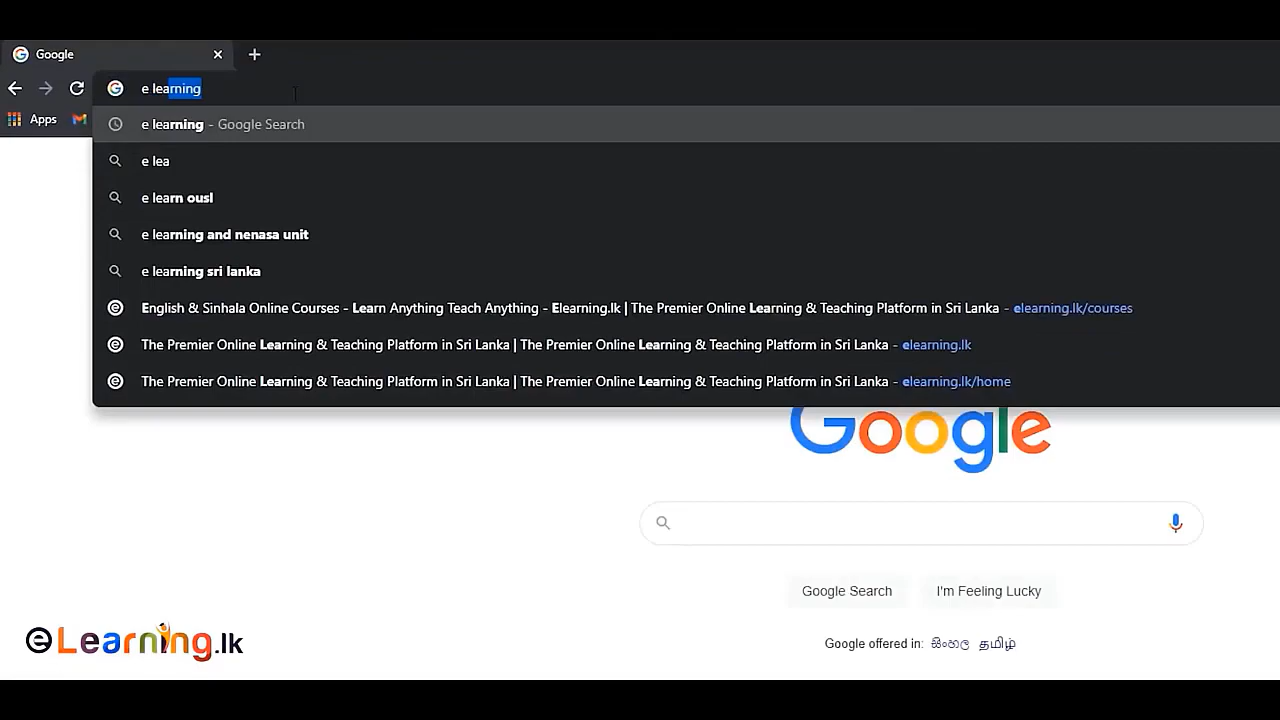 Google
e learning
Apps
e learning - Google Search
e lea
e learn ousl
e learning and nenasa unit
e learning sri lanka
English & Sinhala Online Courses - Learn Anything Teach Anything - Elearning.lk | The Premier Online Learning & Teaching Platform in Sri Lanka - elearning.lk/courses
The Premier Online Learning & Teaching Platform in Sri Lanka | The Premier Online Learning & Teaching Platform in Sri Lanka - elearning.lk
The Premier Online Learning & Teaching Platform in Sri Lanka | The Premier Online Learning & Teaching Platform in Sri Lanka - elearning.lk/home
Google
Google Search I'm Feeling Lucky
eLearning.lk
Google offered in: සිංහල தமிழ்